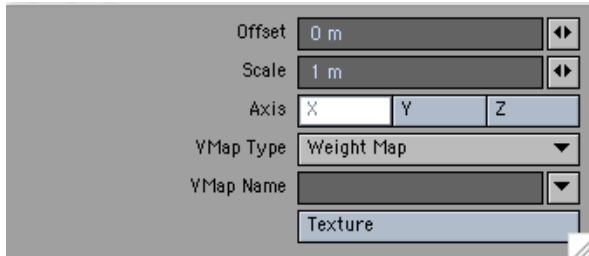 Offset 0 m
Scale 1 m
Axis X Y Z
VMap Type Weight Map
VMap Name
Texture